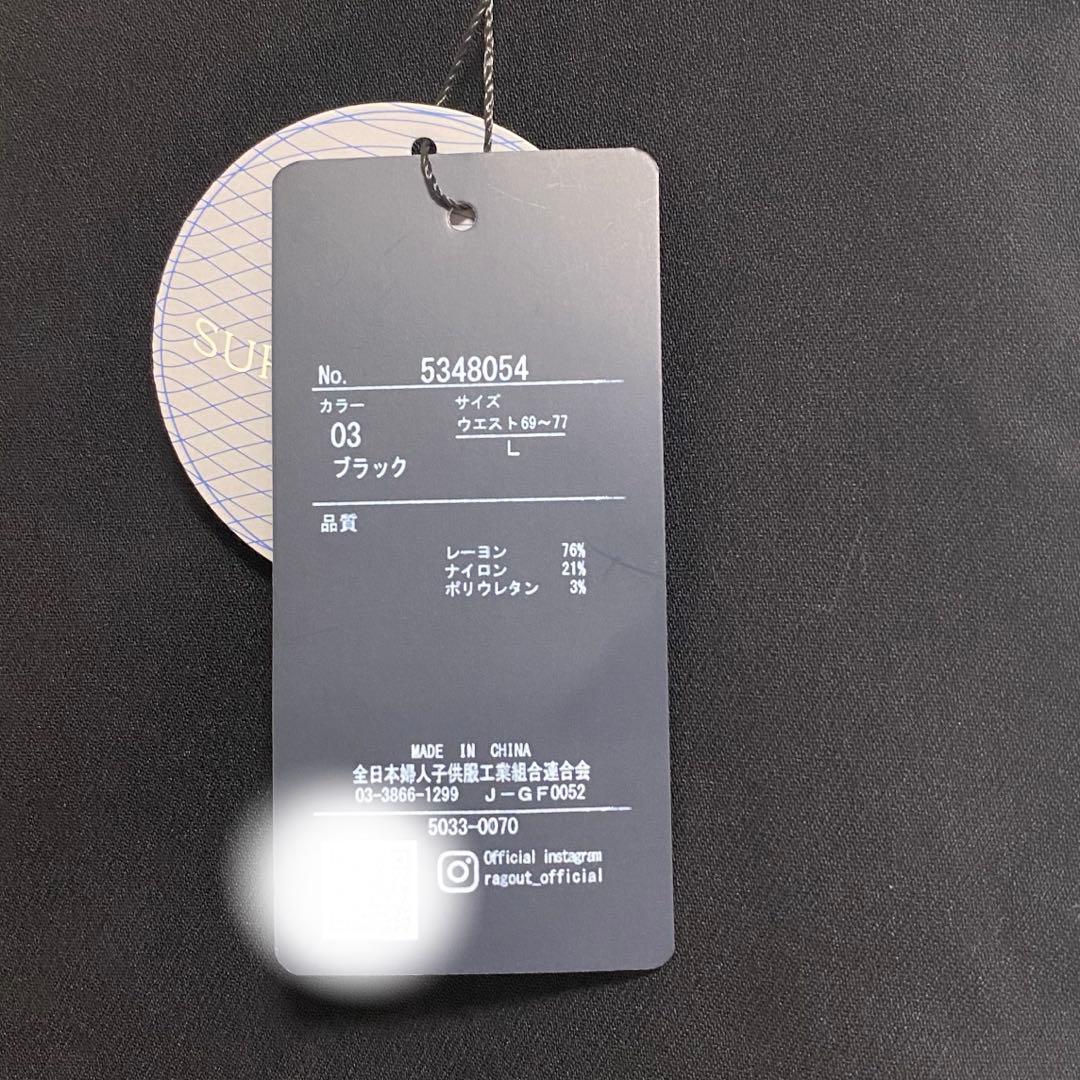 No. 5348054
カラー サイズ
03 ウエスト69～77
ブラック L
品質
レーヨン 76%
ナイロン 21%
ポリウレタン 3%
MADE IN CHINA
全日本婦人子供服工業組合連合会
03-3866-1299 J-GF0052
5033-0070
Official instagram
ragout_official